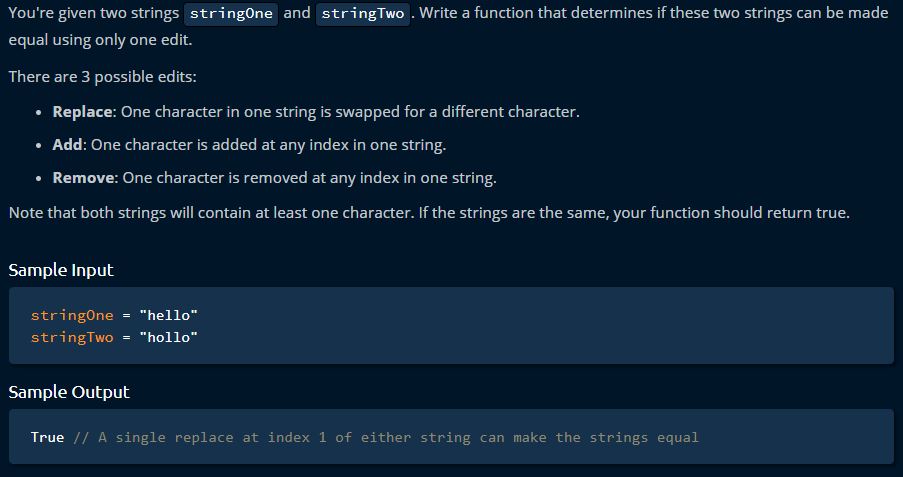 You're given two strings stringOne and stringTwo. Write a function that determines if these two strings can be made
equal using only one edit.
There are 3 possible edits:
• Replace: One character in one string is swapped for a different character.
• Add: One character is added at any index in one string.
• Remove: One character is removed at any index in one string.
Note that both strings will contain at least one character. If the strings are the same, your function should return true.
Sample Input
stringOne = "hello"
stringTwo = "hollo"
Sample Output
True // A single replace at index 1 of either string can make the strings equal